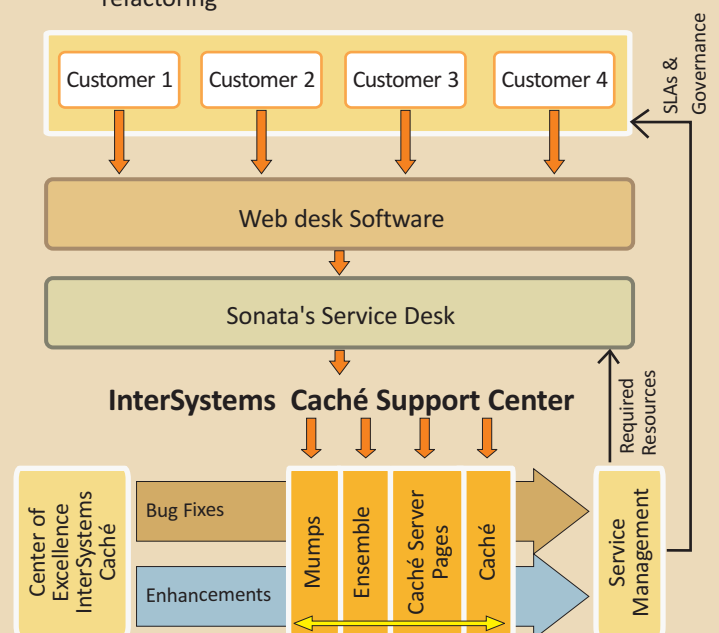 refactoring
Customer 1
Customer 2
Customer 3
Customer 4
SLAs &
Governance
Web desk Software
Sonata's Service Desk
InterSystems Caché Support Center
Required
Resources
Center of
Excellence
InterSystems
Caché
Bug Fixes
Enhancements
Mumps
Ensemble
Caché Server
Pages
Caché
Service
Management